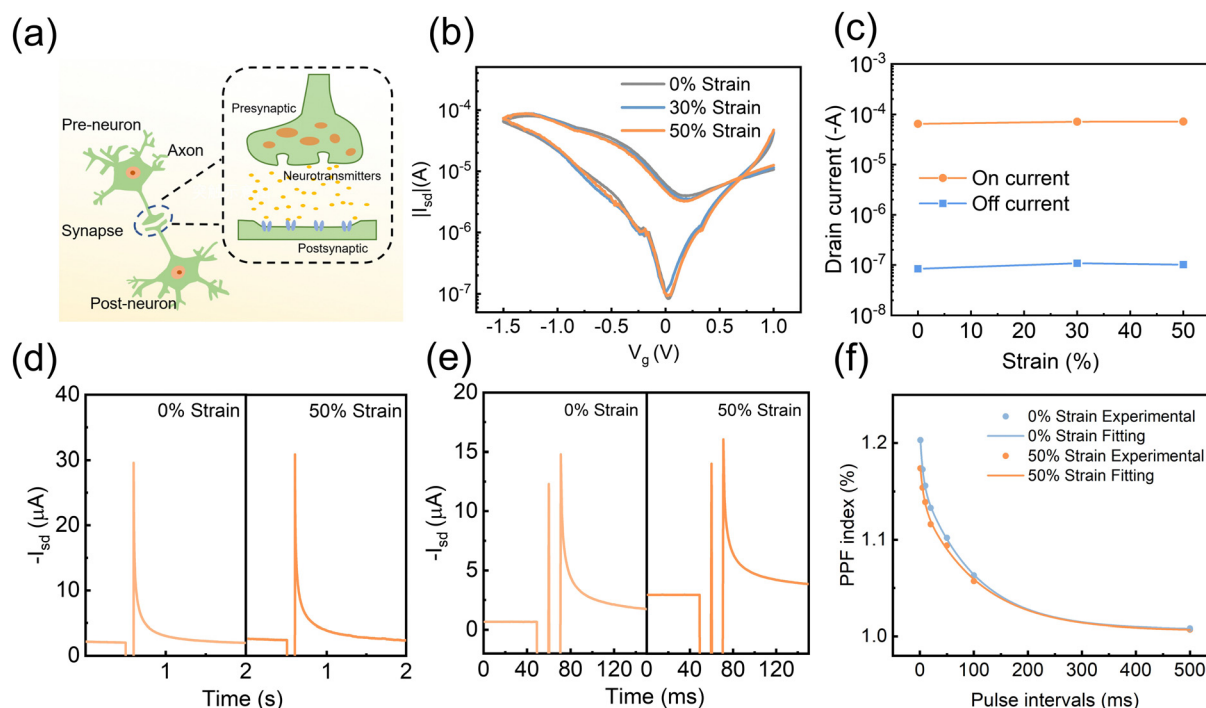 (a)
Pre-neuron
Axon
Synapse
Post-neuron
Presynaptic
Neurotransmitters
Postsynaptic
(b)
0% Strain
30% Strain
50% Strain
10⁻⁴
10⁻⁵
10⁻⁶
10⁻⁷
||Isd|(A)
-1.5
-1.0
-0.5
0
0.5
1.0
Vg (V)
(c)
10⁻³
10⁻⁴
10⁻⁵
10⁻⁶
10⁻⁷
10⁻⁸
Drain current (-A)
On current
Off current
0
10
20
30
40
50
Strain (%)
(d)
0% Strain
50% Strain
40
30
20
10
0
-Isd (μA)
1
2
1
2
Time (s)
(e)
0% Strain
50% Strain
20
15
10
5
0
-Isd (μA)
0
40
80
120
0
40
80
120
Time (ms)
(f)
0% Strain Experimental
0% Strain Fitting
50% Strain Experimental
50% Strain Fitting
1.2
1.1
1.0
PPF index (%)
0
100
200
300
400
500
Pulse intervals (ms)